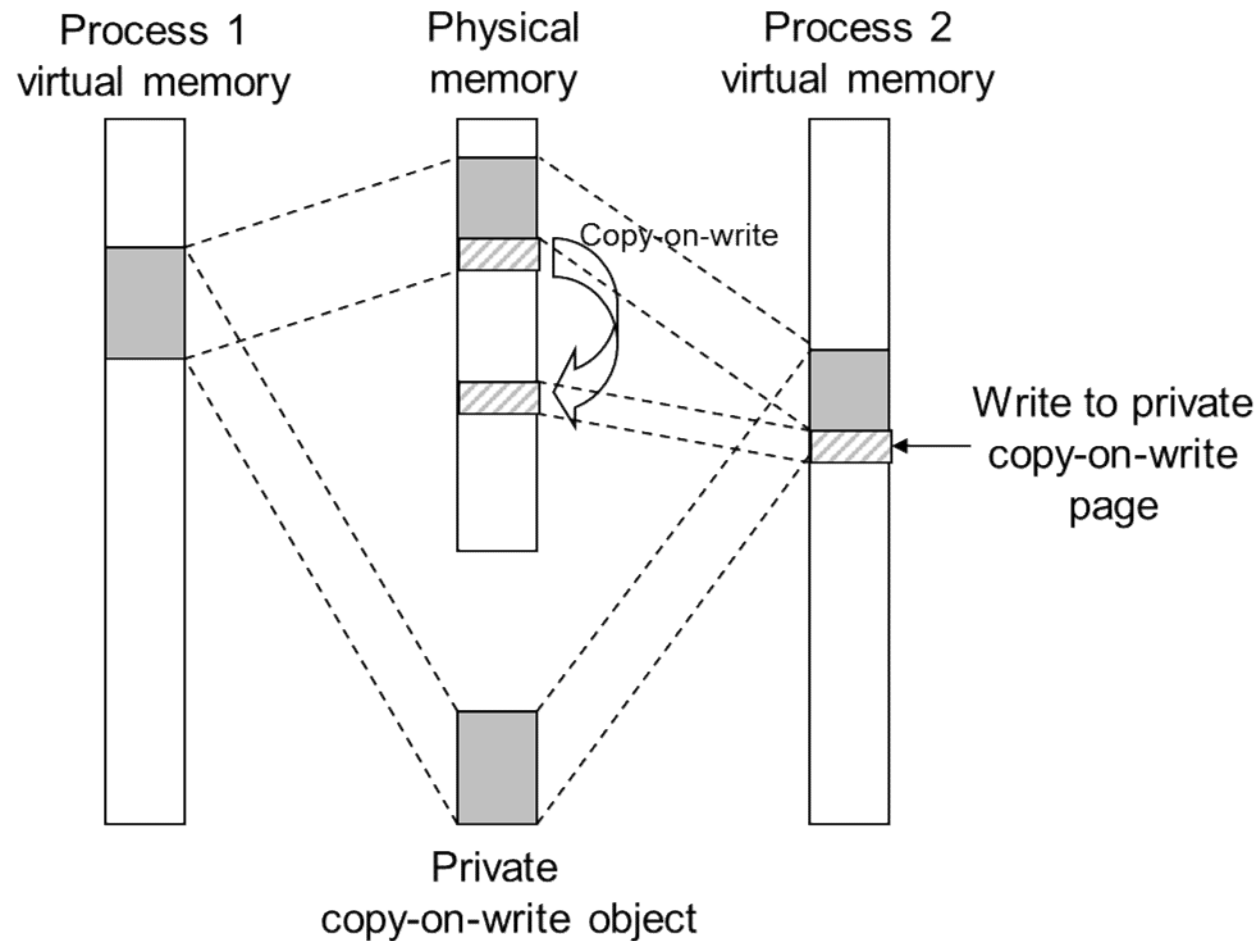 Process 1
virtual memory
Physical
memory
Process 2
virtual memory
Copy-on-write
Write to private
copy-on-write
page
Private
copy-on-write object